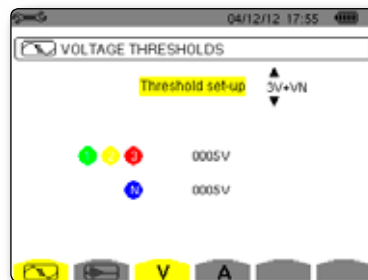 04/12/12 17:55
VOLTAGE THRESHOLDS
Threshold set-up 3V+VN
1 2 3 0005V
N 0005V
V A